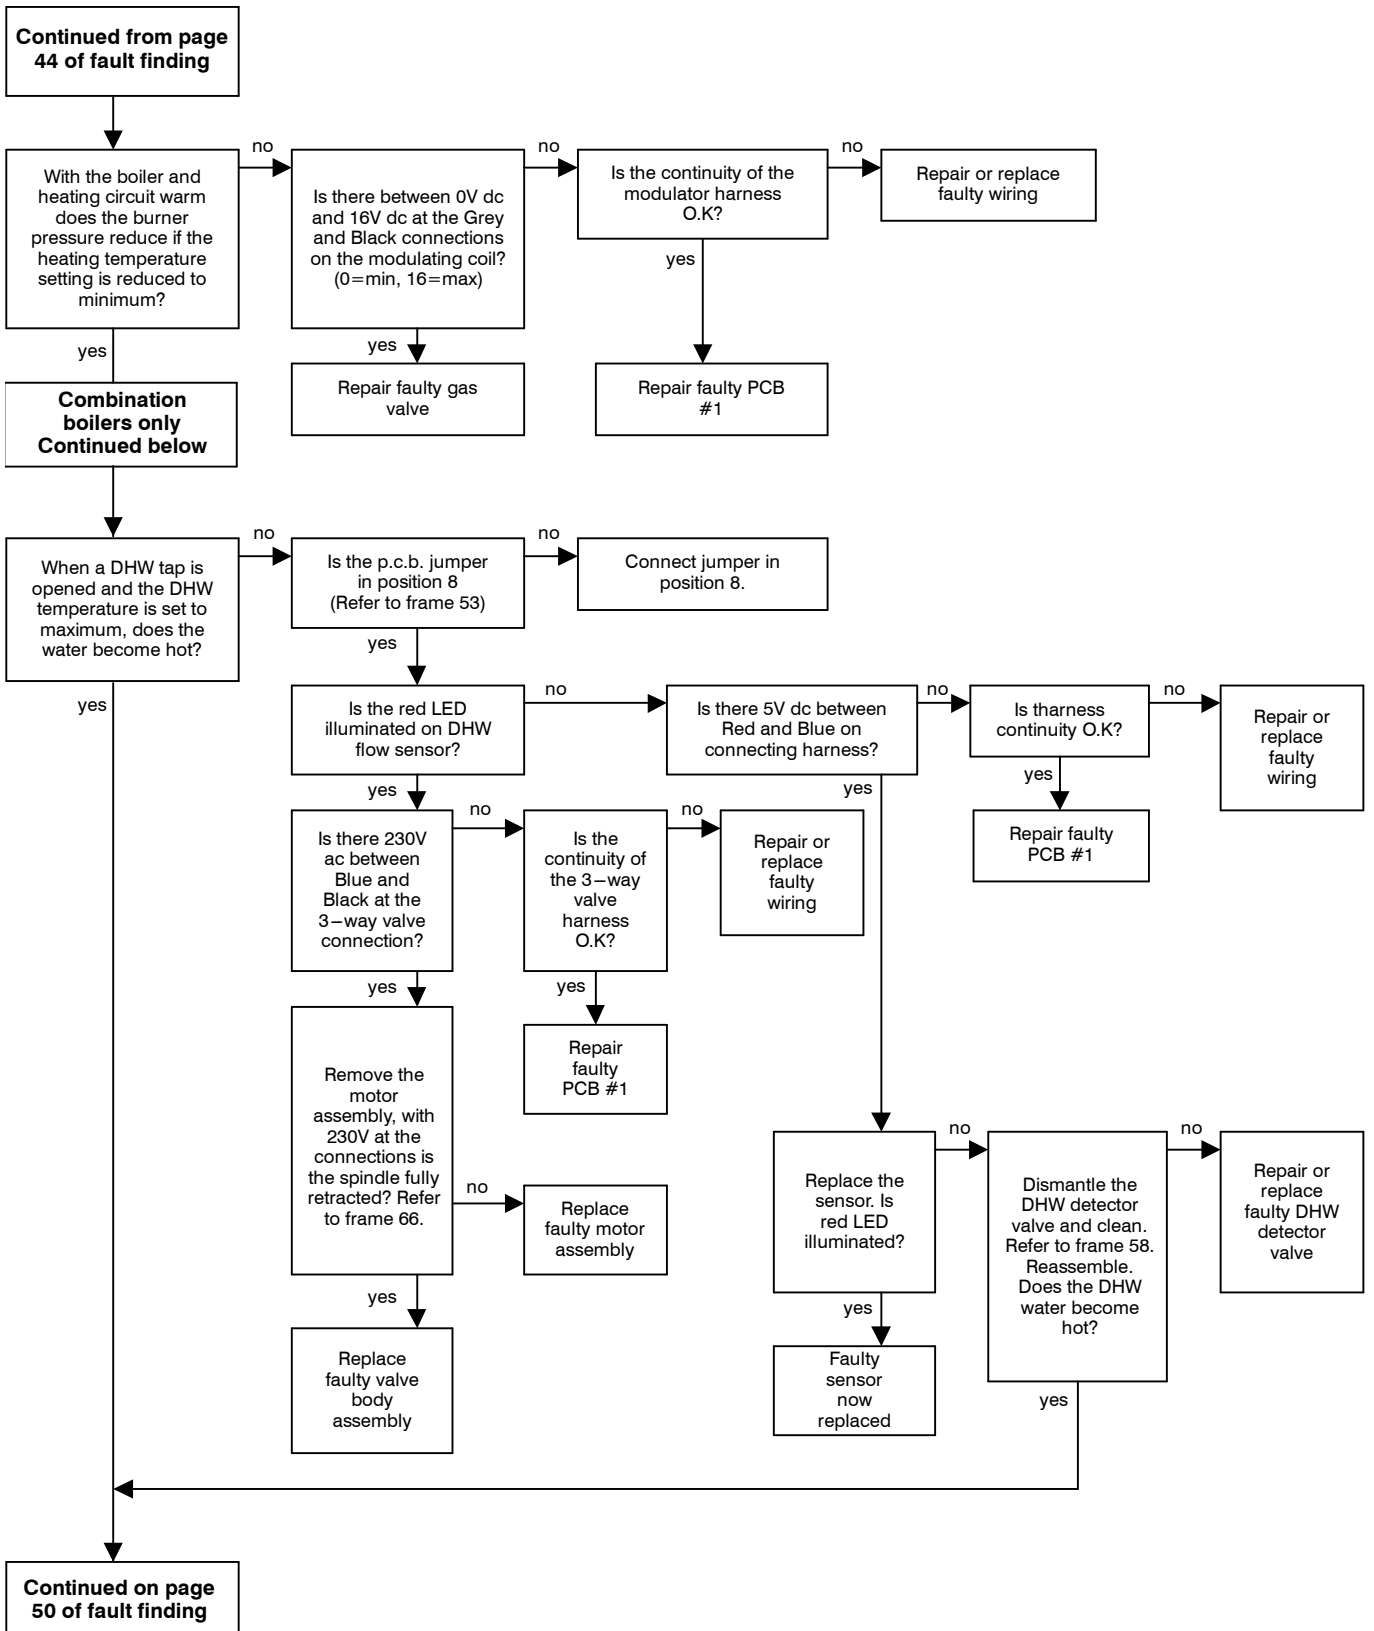 Continued from page
44 of fault finding
With the boiler and
heating circuit warm
does the burner
pressure reduce if the
heating temperature
setting is reduced to
minimum?
no
Is there between 0V dc
and 16V dc at the Grey
and Black connections
on the modulating coil?
(0=min, 16=max)
no
Is the continuity of the
modulator harness
O.K?
no
Repair or replace
faulty wiring
yes
Repair faulty PCB
#1
yes
Repair faulty gas
valve
yes
Combination
boilers only
Continued below
When a DHW tap is
opened and the DHW
temperature is set to
maximum, does the
water become hot?
no
Is the p.c.b. jumper
in position 8
(Refer to frame 53)
no
Connect jumper in
position 8.
yes
Is the red LED
illuminated on DHW
flow sensor?
no
Is there 5V dc between
Red and Blue on
connecting harness?
no
Is tharness
continuity O.K?
no
Repair or
replace
faulty
wiring
yes
Repair faulty
PCB #1
yes
yes
Is there 230V
ac between
Blue and
Black at the
3−way valve
connection?
no
Is the
continuity of
the 3−way
valve
harness
O.K?
no
Repair or
replace
faulty
wiring
yes
Repair
faulty
PCB #1
yes
Remove the
motor
assembly, with
230V at the
connections is
the spindle fully
retracted? Refer
to frame 66.
no
Replace
faulty motor
assembly
yes
Replace
faulty valve
body
assembly
Replace the
sensor. Is
red LED
illuminated?
no
Dismantle the
DHW detector
valve and clean.
Refer to frame 58.
Reassemble.
Does the DHW
water become
hot?
no
Repair or
replace
faulty DHW
detector
valve
yes
Faulty
sensor
now
replaced
yes
yes
Continued on page
50 of fault finding